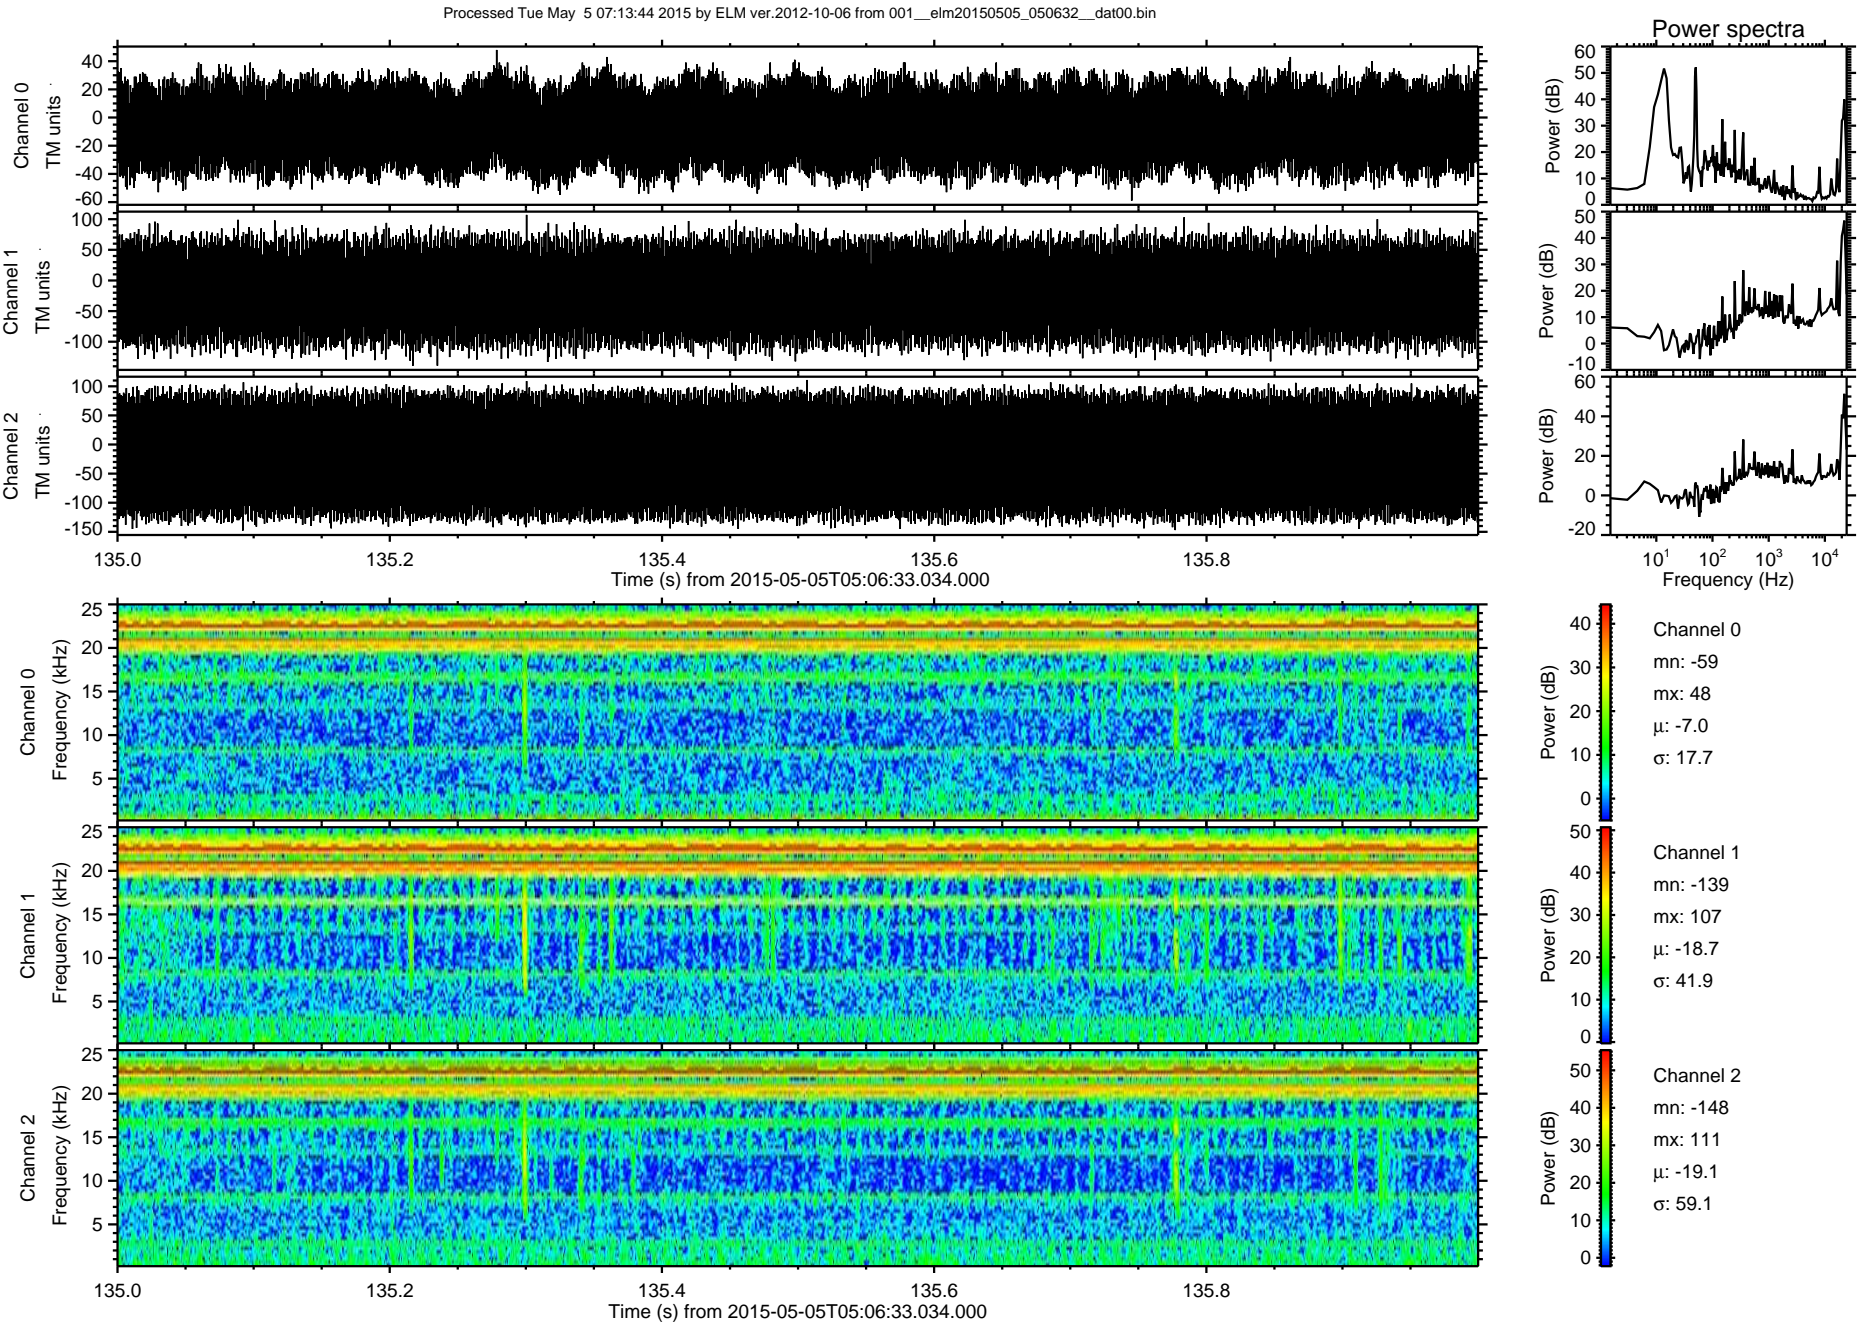 Processed Tue May  5 07:13:44 2015 by ELM ver.2012-10-06 from 001__elm20150505_050632__dat00.bin
Power spectra
Channel 0
TM units
40
20
0
-20
-40
-60
Power (dB)
60
50
40
30
20
10
0
Channel 1
TM units
100
50
0
-50
-100
Power (dB)
50
40
30
20
10
0
-10
Channel 2
TM units
100
50
0
-50
-100
-150
Power (dB)
60
40
20
0
-20
135.0 135.2 135.4 135.6 135.8
Time (s) from 2015-05-05T05:06:33.034.000
10^1 10^2 10^3 10^4
Frequency (Hz)
Channel 0
Frequency (kHz)
25
20
15
10
5
Power (dB)
40
30
20
10
0
Channel 0
mn: -59
mx: 48
μ: -7.0
σ: 17.7
Channel 1
Frequency (kHz)
25
20
15
10
5
Power (dB)
50
40
30
20
10
0
Channel 1
mn: -139
mx: 107
μ: -18.7
σ: 41.9
Channel 2
Frequency (kHz)
25
20
15
10
5
Power (dB)
50
40
30
20
10
0
Channel 2
mn: -148
mx: 111
μ: -19.1
σ: 59.1
135.0 135.2 135.4 135.6 135.8
Time (s) from 2015-05-05T05:06:33.034.000